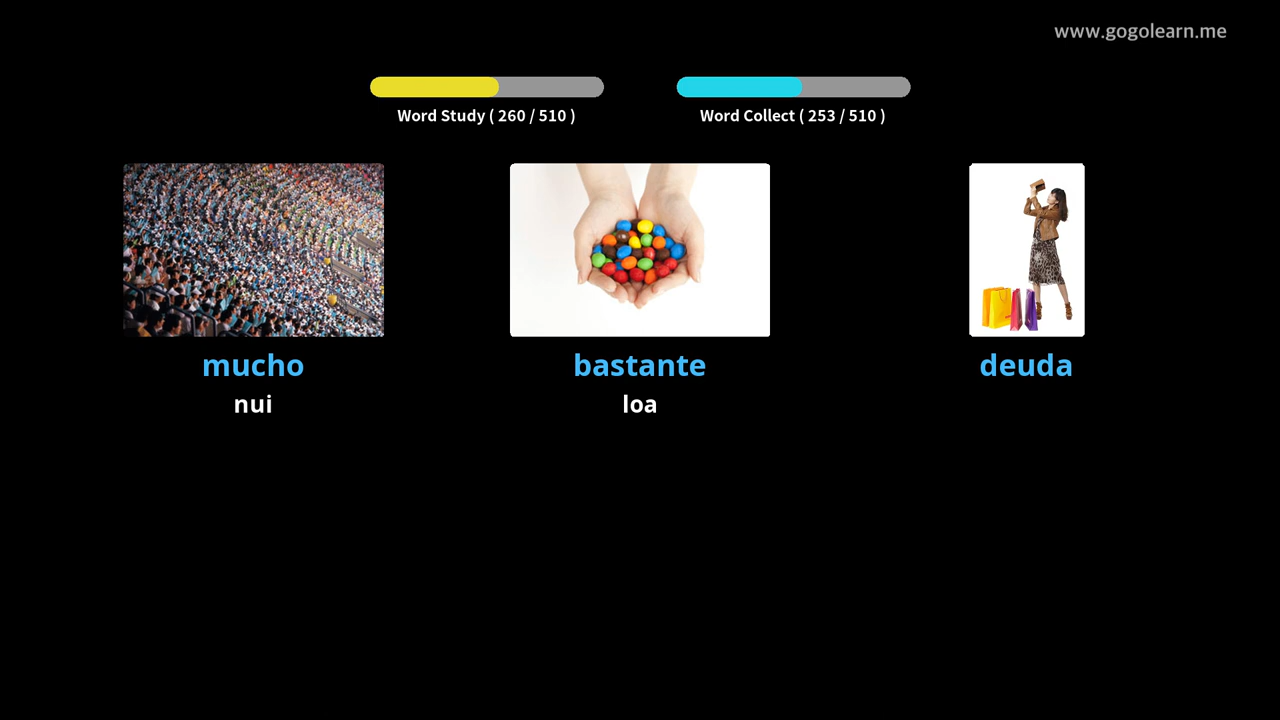 www.gogolearn.me
Word Study ( 260 / 510 )
Word Collect ( 253 / 510 )
mucho
nui
bastante
loa
deuda